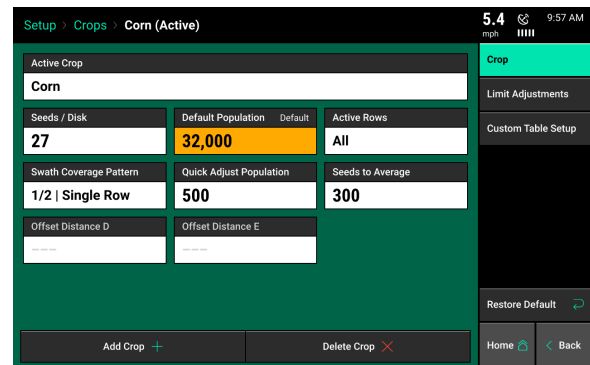 Setup > Crops > Corn (Active)
5.4 mph
9:57 AM
Active Crop
Corn
Seeds / Disk
27
Default Population Default
32,000
Active Rows
All
Swath Coverage Pattern
1/2 | Single Row
Quick Adjust Population
500
Seeds to Average
300
Offset Distance D
---
Offset Distance E
---
Add Crop +
Delete Crop
Crop
Limit Adjustments
Custom Table Setup
Restore Default
Home
< Back